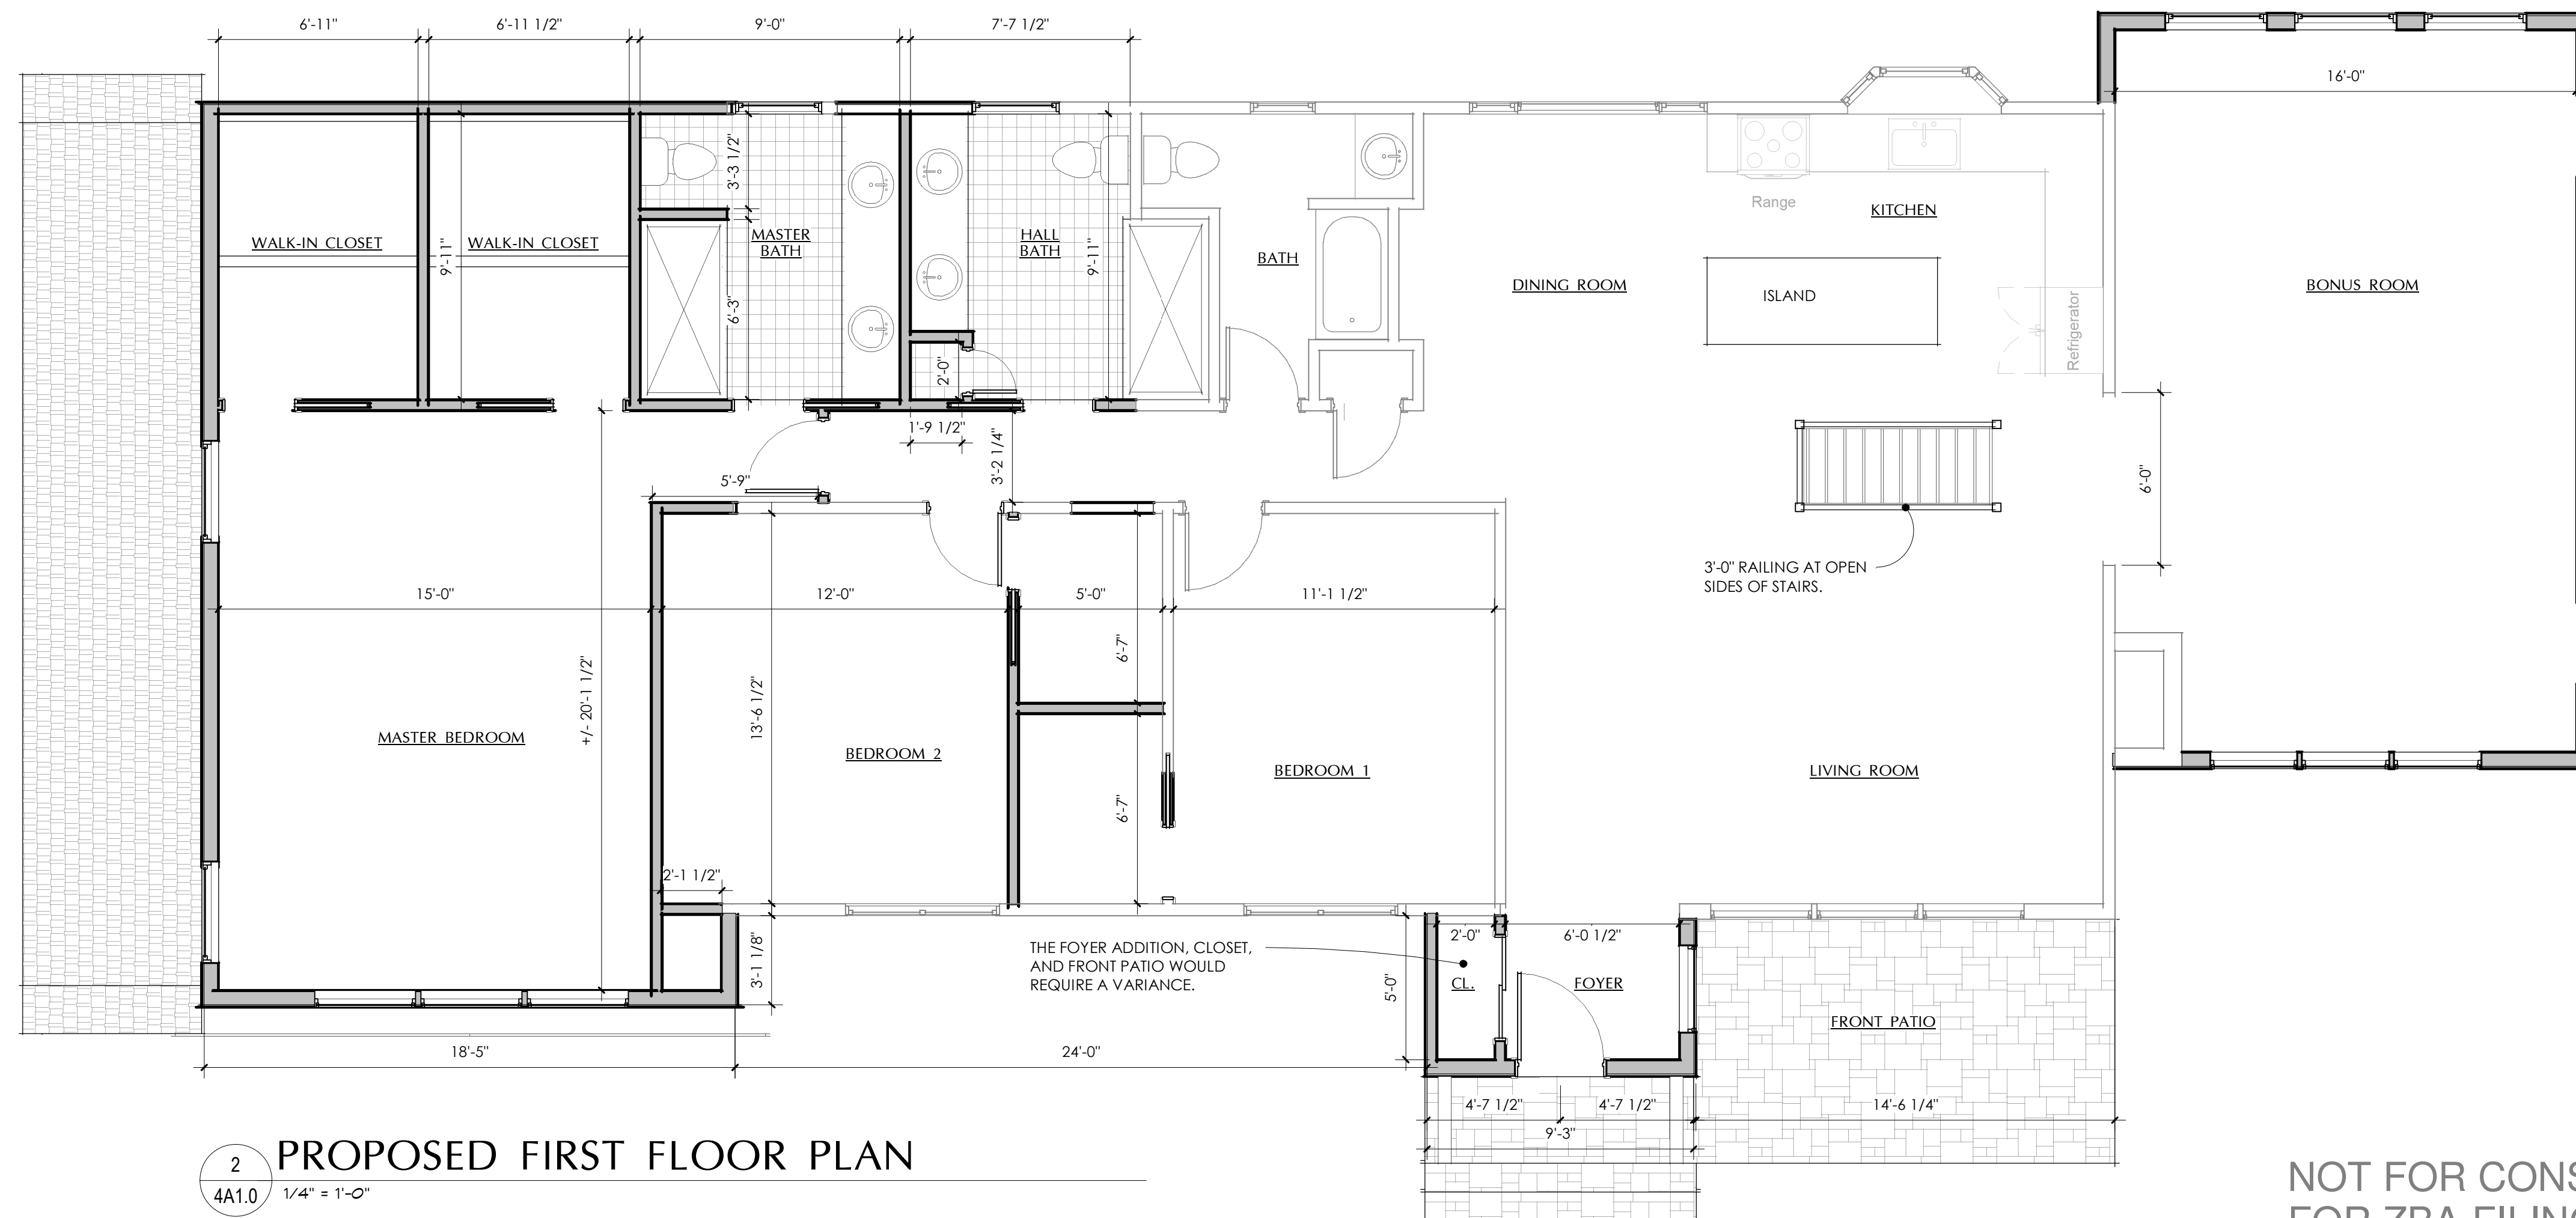 6'-11"
6'-11 1/2"
9'-0"
7'-7 1/2"
16'-0"
3'-3 1/2"
Range
KITCHEN
WALK-IN CLOSET
9'-11"
WALK-IN CLOSET
MASTER
BATH
6'-3"
HALL
BATH
9'-11"
BATH
DINING ROOM
ISLAND
Refrigerator
BONUS ROOM
2'-0"
1'-9 1/2"
3'-2 1/4"
5'-9"
6'-0"
3'-0" RAILING AT OPEN
SIDES OF STAIRS.
15'-0"
12'-0"
5'-0"
11'-1 1/2"
6'-7"
+/- 20'-1 1/2"
13'-6 1/2"
MASTER BEDROOM
BEDROOM 2
BEDROOM 1
LIVING ROOM
6'-7"
2'-1 1/2"
3'-1 1/8"
THE FOYER ADDITION, CLOSET,
AND FRONT PATIO WOULD
REQUIRE A VARIANCE.
2'-0"
6'-0 1/2"
5'-0"
CL.
FOYER
FRONT PATIO
18'-5"
24'-0"
4'-7 1/2"
4'-7 1/2"
14'-6 1/4"
9'-3"
2
4A1.0
PROPOSED FIRST FLOOR PLAN
1/4" = 1'-0"
NOT FOR CONS
FOR ZBA FILING